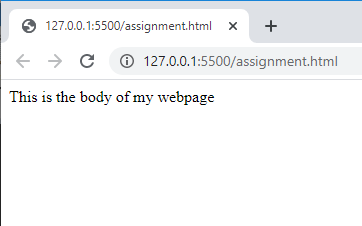 127.0.0.1:5500/assignment.html
127.0.0.1:5500/assignment.html
This is the body of my webpage